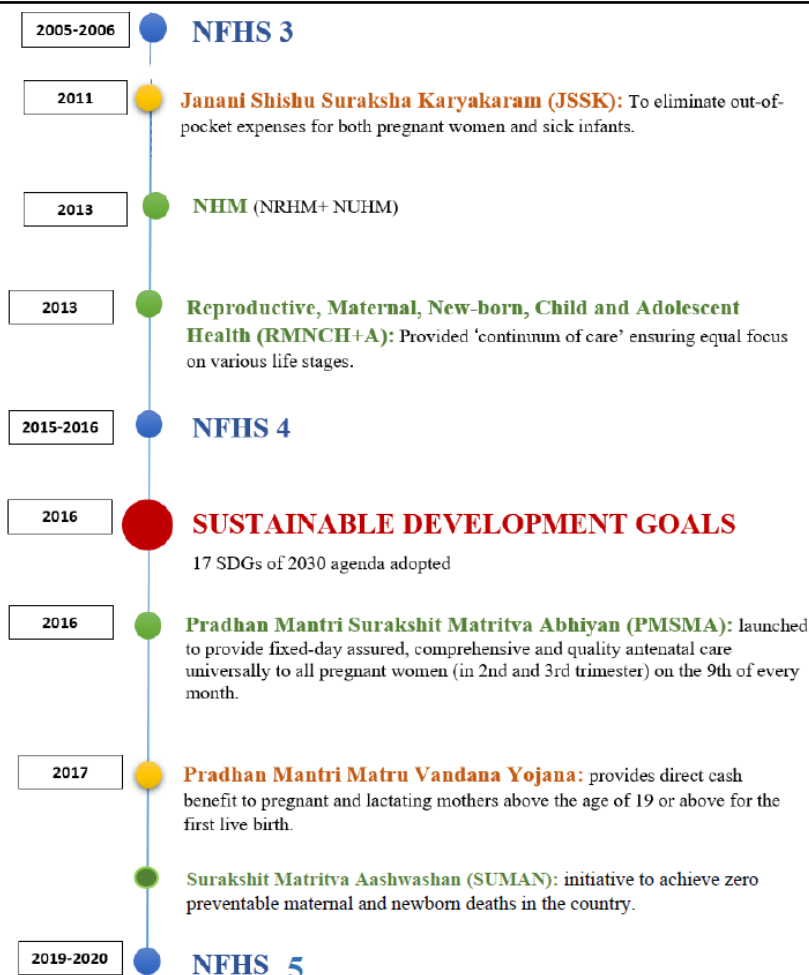 2005-2006
NFHS 3
2011
Janani Shishu Suraksha Karyakaram (JSSK): To eliminate out-of-
pocket expenses for both pregnant women and sick infants.
2013
NHM (NRHM+ NUHM)
2013
Reproductive, Maternal, New-born, Child and Adolescent
Health (RMNCH+A): Provided ‘continuum of care’ ensuring equal focus
on various life stages.
2015-2016
NFHS 4
2016
SUSTAINABLE DEVELOPMENT GOALS
17 SDGs of 2030 agenda adopted
2016
Pradhan Mantri Surakshit Matritva Abhiyan (PMSMA): launched
to provide fixed-day assured, comprehensive and quality antenatal care
universally to all pregnant women (in 2nd and 3rd trimester) on the 9th of every
month.
2017
Pradhan Mantri Matru Vandana Yojana: provides direct cash
benefit to pregnant and lactating mothers above the age of 19 or above for the
first live birth.
Surakshit Matritva Aashwashan (SUMAN): initiative to achieve zero
preventable maternal and newborn deaths in the country.
2019-2020
NFHS 5